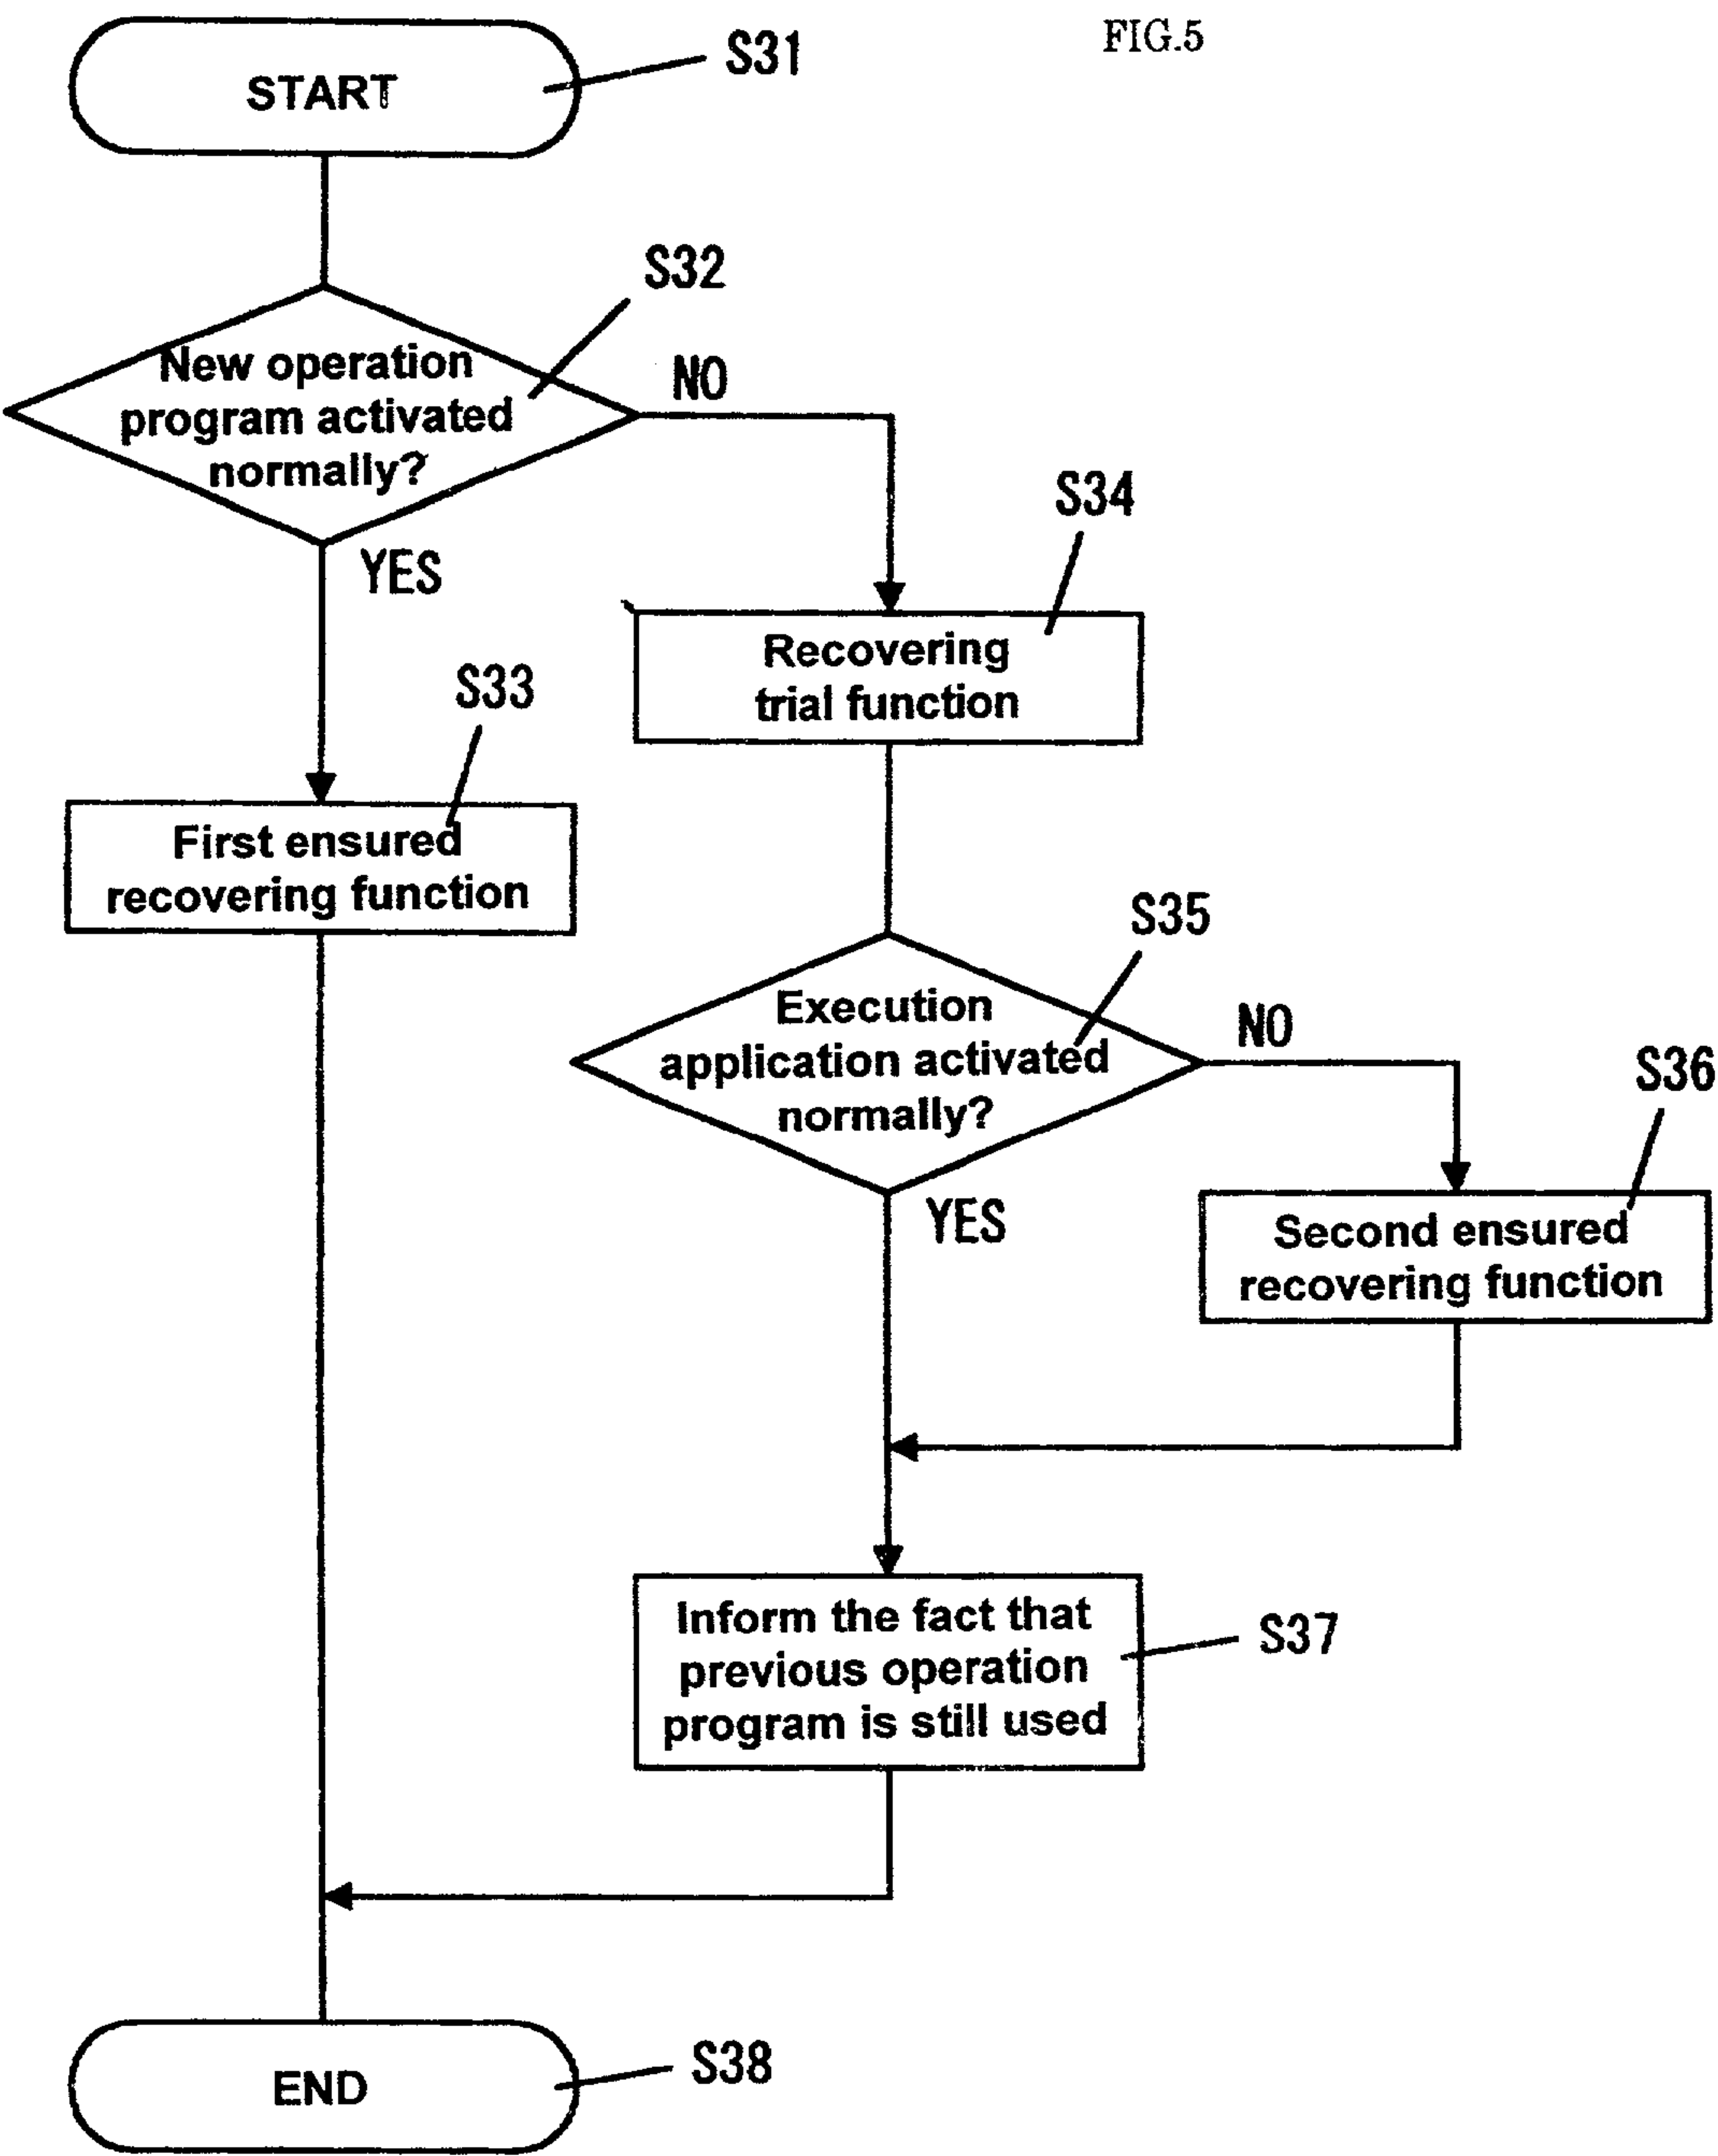 FIG.5
START
S31
S32
New operation
program activated
normally?
NO
YES
S34
Recovering
trial function
S33
First ensured
recovering function
S35
Execution
application activated
normally?
NO
YES
S36
Second ensured
recovering function
Inform the fact that
previous operation
program is still used
S37
END
S38